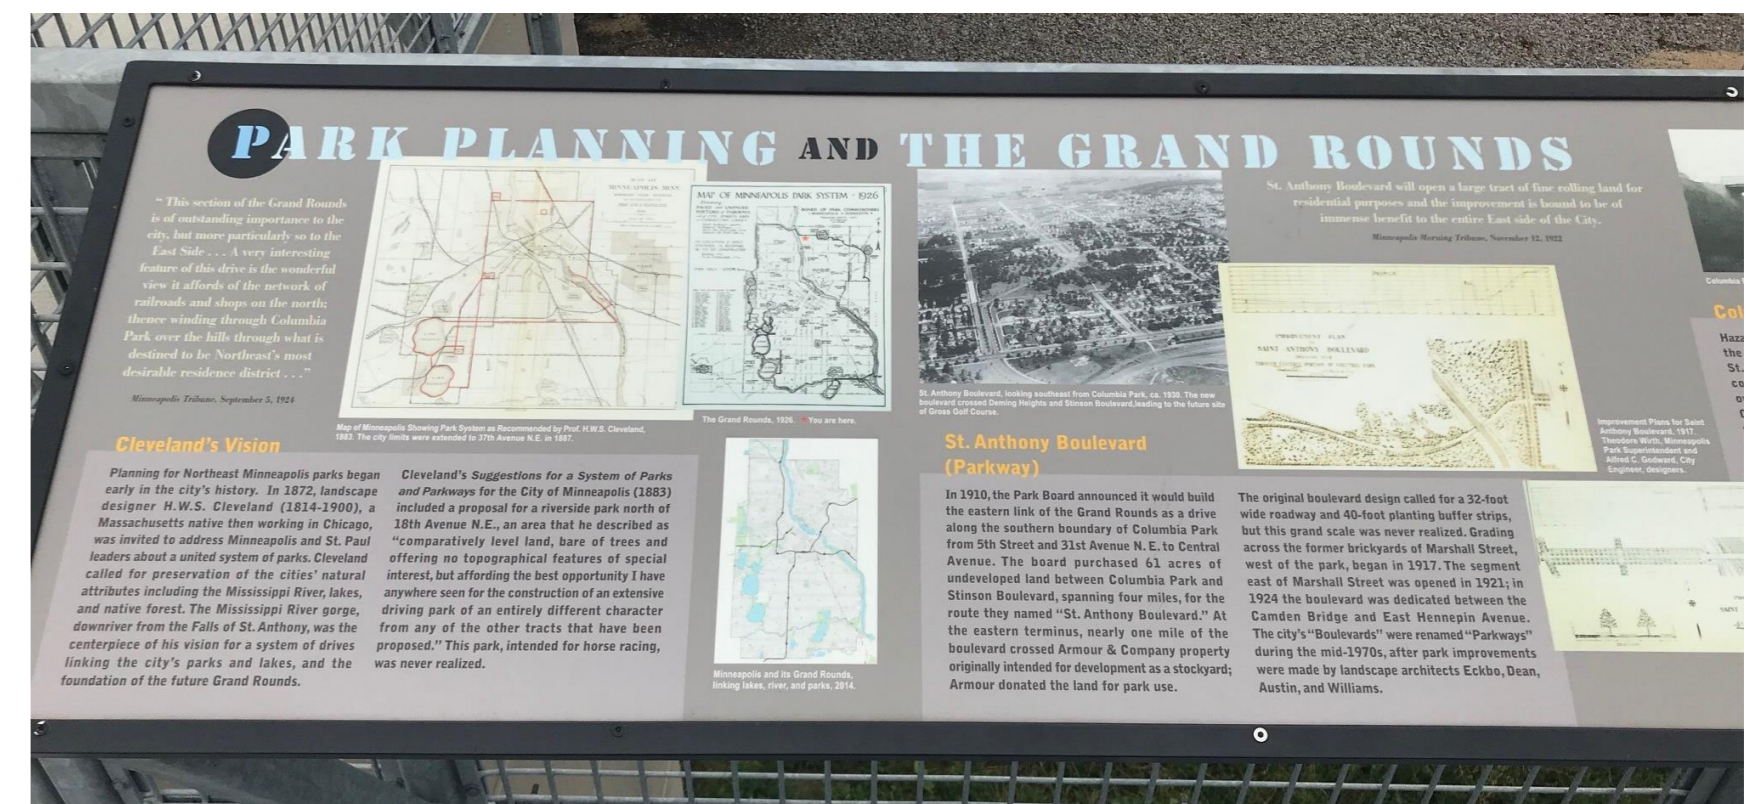 PARK PLANNING AND THE GRAND ROUNDS
“ This section of the Grand Rounds
is of outstanding importance to the
city, but more particularly so to the
East Side . . . A very interesting
feature of this drive is the wonderful
view it affords of the network of
railroads and shops on the north;
thence winding through Columbia
Park over the hills through what is
destined to be Northeast's most
desirable residence district . . .”
Minneapolis Tribune, September 5, 1924
MINNEAPOLIS, MINN.
Map of Minneapolis Showing Park System as Recommended by Prof. H.W.S. Cleveland,
1883. The city limits were extended to 37th Avenue N.E. in 1887.
MAP OF MINNEAPOLIS PARK SYSTEM - 1926
The Grand Rounds, 1926. * You are here.
Cleveland's Vision
Planning for Northeast Minneapolis parks began
early in the city's history. In 1872, landscape
designer H.W.S. Cleveland (1814-1900), a
Massachusetts native then working in Chicago,
was invited to address Minneapolis and St. Paul
leaders about a united system of parks. Cleveland
called for preservation of the cities' natural
attributes including the Mississippi River, lakes,
and native forest. The Mississippi River gorge,
downriver from the Falls of St. Anthony, was the
centerpiece of his vision for a system of drives
linking the city's parks and lakes, and the
foundation of the future Grand Rounds.
Cleveland's Suggestions for a System of Parks
and Parkways for the City of Minneapolis (1883)
included a proposal for a riverside park north of
18th Avenue N.E., an area that he described as
“comparatively level land, bare of trees and
offering no topographical features of special
interest, but affording the best opportunity I have
anywhere seen for the construction of an extensive
driving park of an entirely different character
from any of the other tracts that have been
proposed.” This park, intended for horse racing,
was never realized.
Minneapolis and its Grand Rounds,
linking lakes, river, and parks, 2014.
St. Anthony Boulevard, looking southeast from Columbia Park, ca. 1930. The new
boulevard crossed Deming Heights and Stinson Boulevard,leading to the future site
of Gross Golf Course.
St. Anthony Boulevard
(Parkway)
In 1910, the Park Board announced it would build
the eastern link of the Grand Rounds as a drive
along the southern boundary of Columbia Park
from 5th Street and 31st Avenue N. E. to Central
Avenue. The board purchased 61 acres of
undeveloped land between Columbia Park and
Stinson Boulevard, spanning four miles, for the
route they named “St. Anthony Boulevard.” At
the eastern terminus, nearly one mile of the
boulevard crossed Armour & Company property
originally intended for development as a stockyard;
Armour donated the land for park use.
St. Anthony Boulevard will open a large tract of fine rolling land for
residential purposes and the improvement is bound to be of
immense benefit to the entire East side of the City.
Minneapolis Morning Tribune, November 12, 1922
SAINT ANTHONY BOULEVARD
Improvement Plans for Saint
Anthony Boulevard, 1917.
Theodore Wirth, Minneapolis
Park Superintendent and
Alfred C. Godward, City
Engineer, designers.
The original boulevard design called for a 32-foot
wide roadway and 40-foot planting buffer strips,
but this grand scale was never realized. Grading
across the former brickyards of Marshall Street,
west of the park, began in 1917. The segment
east of Marshall Street was opened in 1921; in
1924 the boulevard was dedicated between the
Camden Bridge and East Hennepin Avenue.
The city's “Boulevards” were renamed “Parkways”
during the mid-1970s, after park improvements
were made by landscape architects Eckbo, Dean,
Austin, and Williams.
SAINT
Columbia
Col
Haza
the
St.
co